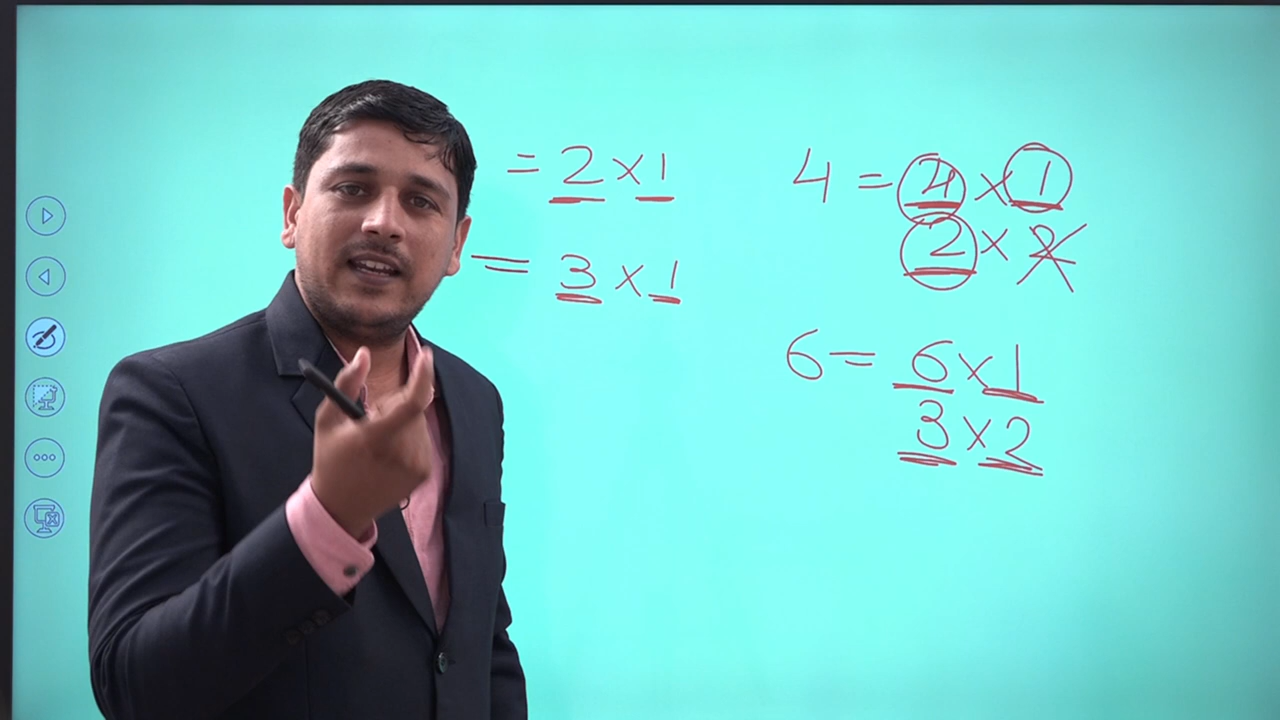 = 2 × 1
= 3 × 1
4 = 4 × 1
2 × 2
6 = 6 × 1
3 × 2